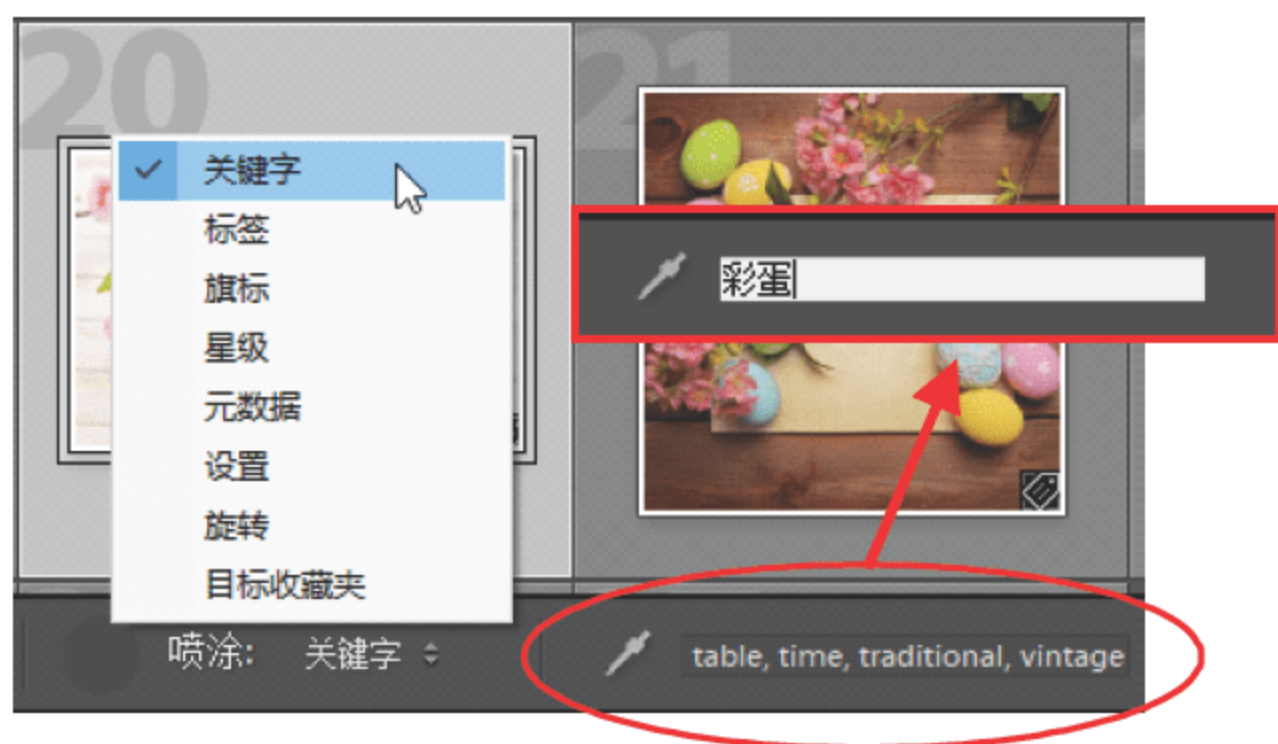 20
21
关键字
标签
旗标
彩蛋
星级
元数据
设置
旋转
目标收藏夹
喷涂: 关键字 table, time, traditional, vintage